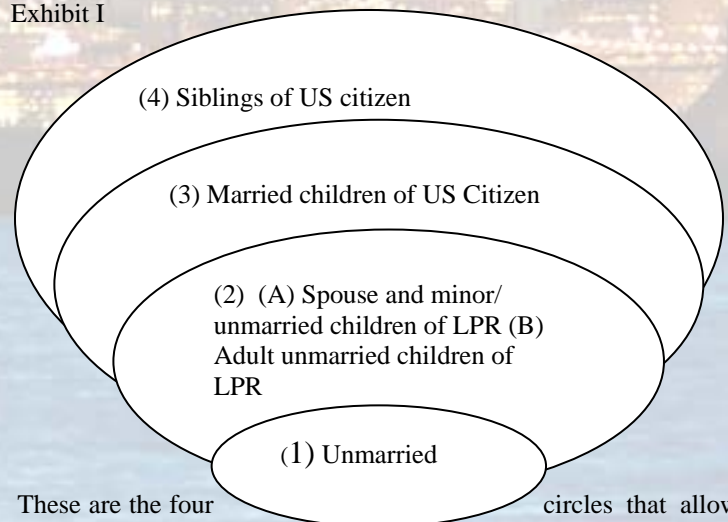 Exhibit I
(4) Siblings of US citizen
(3) Married children of US Citizen
(2) (A) Spouse and minor/
unmarried children of LPR (B)
Adult unmarried children of
LPR
(1) Unmarried
These are the four circles that allow